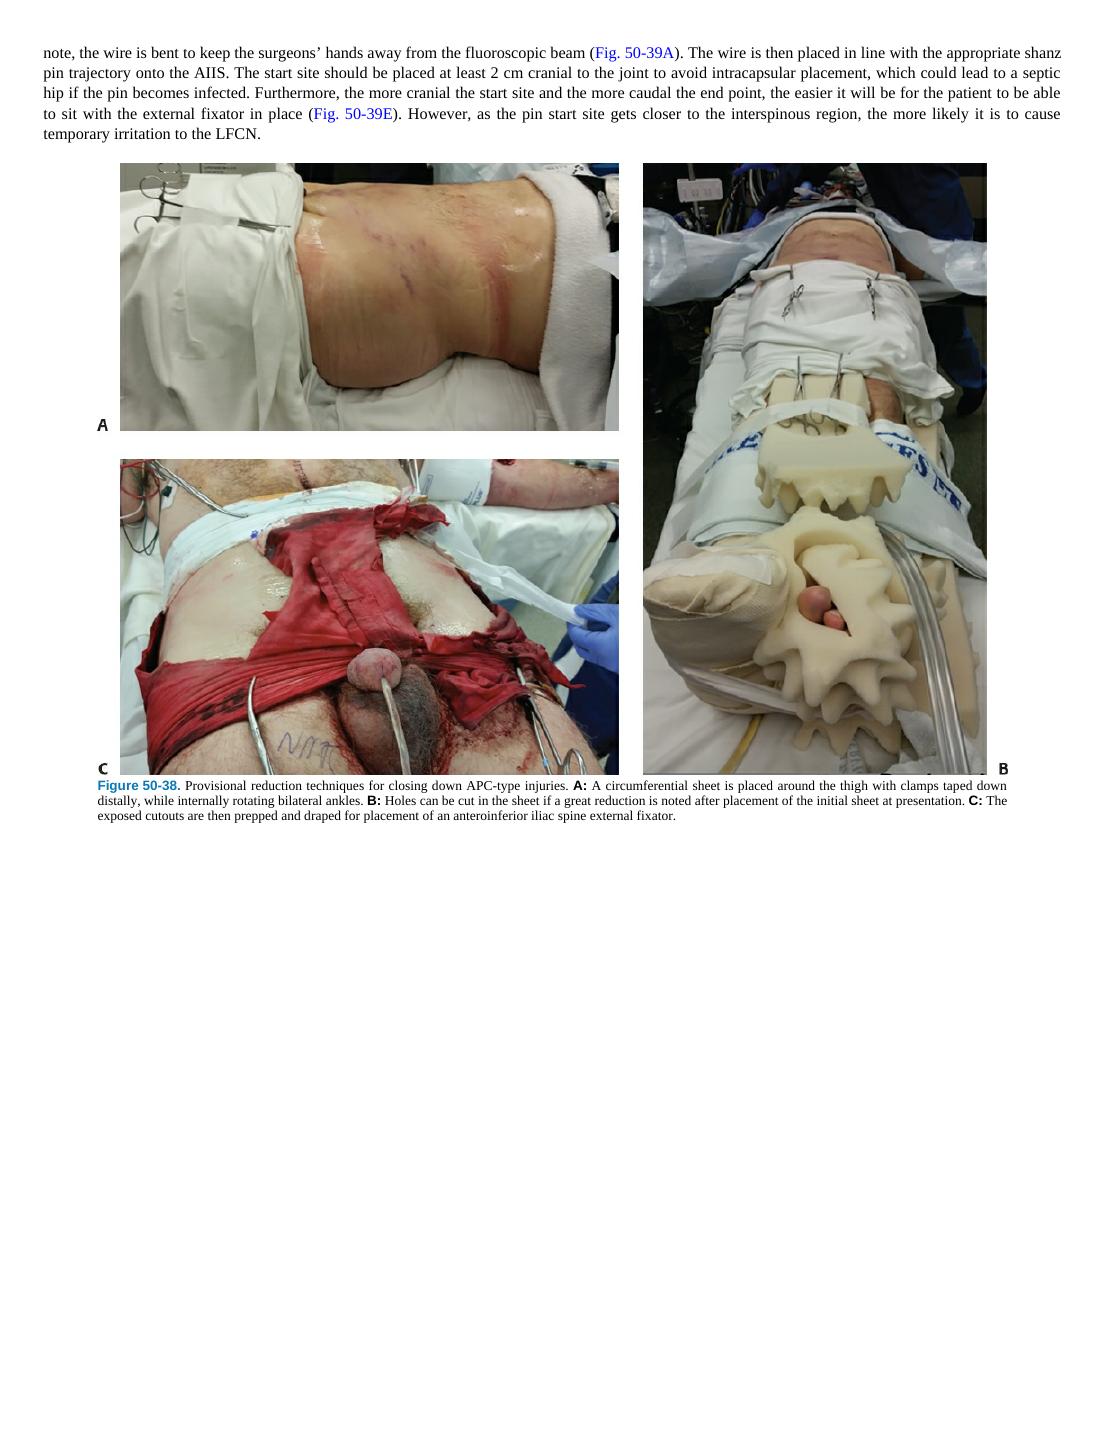 note, the wire is bent to keep the surgeons’ hands away from the fluoroscopic beam (Fig. 50-39A). The wire is then placed in line with the appropriate shanz
pin trajectory onto the AIIS. The start site should be placed at least 2 cm cranial to the joint to avoid intracapsular placement, which could lead to a septic
hip if the pin becomes infected. Furthermore, the more cranial the start site and the more caudal the end point, the easier it will be for the patient to be able
to sit with the external fixator in place (Fig. 50-39E). However, as the pin start site gets closer to the interspinous region, the more likely it is to cause
temporary irritation to the LFCN.
A
C
B
Figure 50-38. Provisional reduction techniques for closing down APC-type injuries. A: A circumferential sheet is placed around the thigh with clamps taped down
distally, while internally rotating bilateral ankles. B: Holes can be cut in the sheet if a great reduction is noted after placement of the initial sheet at presentation. C: The
exposed cutouts are then prepped and draped for placement of an anteroinferior iliac spine external fixator.